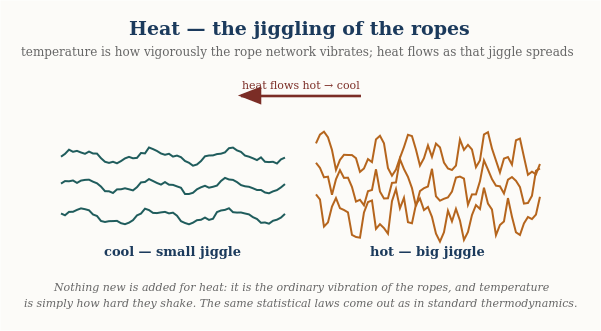 Heat — the jiggling of the ropes
temperature is how vigorously the rope network vibrates; heat flows as that jiggle spreads
heat flows hot → cool
cool — small jiggle
hot — big jiggle
Nothing new is added for heat: it is the ordinary vibration of the ropes, and temperature
is simply how hard they shake. The same statistical laws come out as in standard thermodynamics.